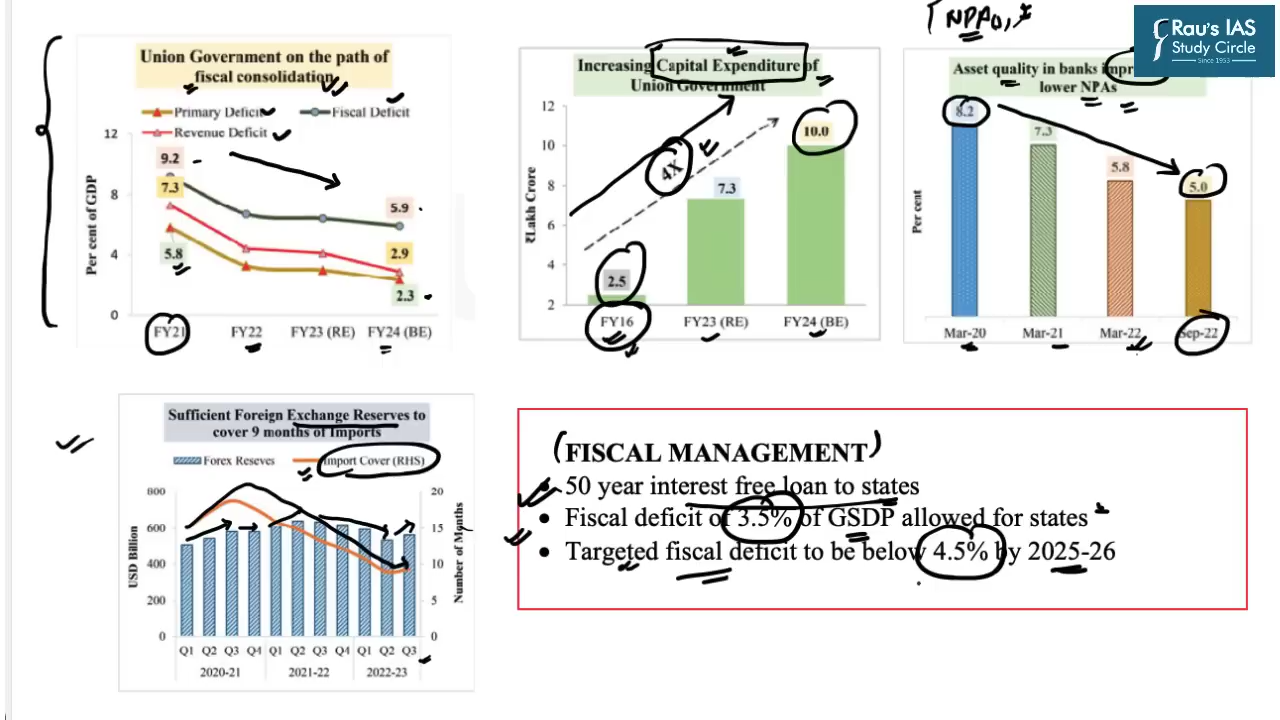 NPAs,
Rau's IAS
Study Circle
Since 1953
Union Government on the path of
fiscal consolidation
Primary Deficit
Fiscal Deficit
Revenue Deficit
12
8
4
0
Per cent of GDP
9.2
7.3
5.8
5.9
2.9
2.3
FY21
FY22
FY23 (RE)
FY24 (BE)
Increasing Capital Expenditure of
Union Government
12
10
8
6
4
2
₹Lakh Crore
4X
2.5
7.3
10.0
FY16
FY23 (RE)
FY24 (BE)
Asset quality in banks
lower NPAs
Per cent
8.2
7.3
5.8
5.0
Mar-20
Mar-21
Mar-22
Sep-22
Sufficient Foreign Exchange Reserves to
cover 9 months of Imports
Forex Reseves
Import Cover (RHS)
800
600
400
200
0
USD Billion
20
15
10
5
0
Number of Months
Q1 Q2 Q3 Q4 Q1 Q2 Q3 Q4 Q1 Q2 Q3
2020-21
2021-22
2022-23
(FISCAL MANAGEMENT)
• 50 year interest free loan to states
• Fiscal deficit of 3.5% of GSDP allowed for states
• Targeted fiscal deficit to be below 4.5% by 2025-26